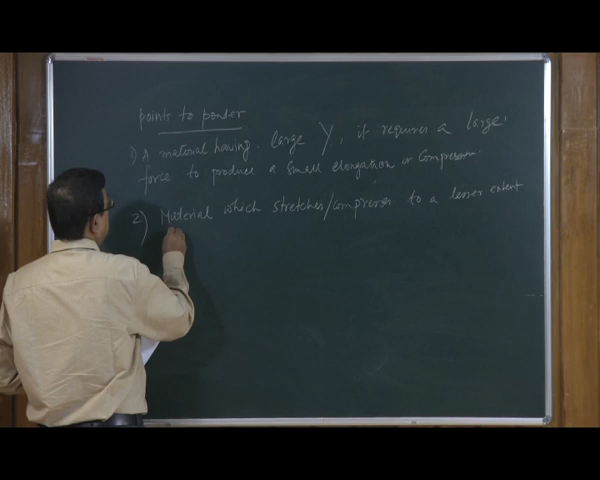 points to ponder
1) A material having large Y, it requires a large
force to produce a small elongation or compression.
2) Material which stretches/compresses to a lesser extent